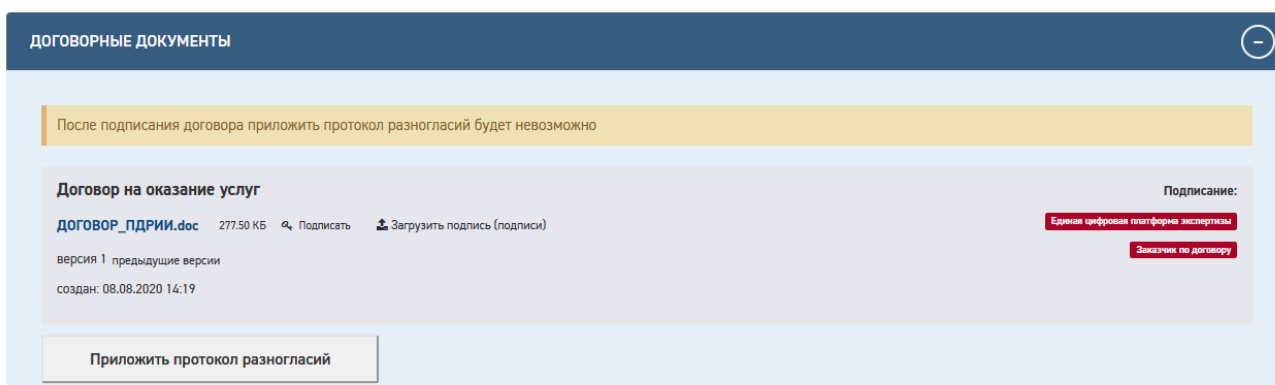 ДОГОВОРНЫЕ ДОКУМЕНТЫ
После подписания договора приложить протокол разногласий будет невозможно
Договор на оказание услуг
Подписание:
ДОГОВОР_ПДРИИ.doc 277.50 КБ Подписать Загрузить подпись (подписи)
Единая цифровая платформа экспертизы
Заказчик по договору
версия 1 предыдущие версии
создан: 08.08.2020 14:19
Приложить протокол разногласий